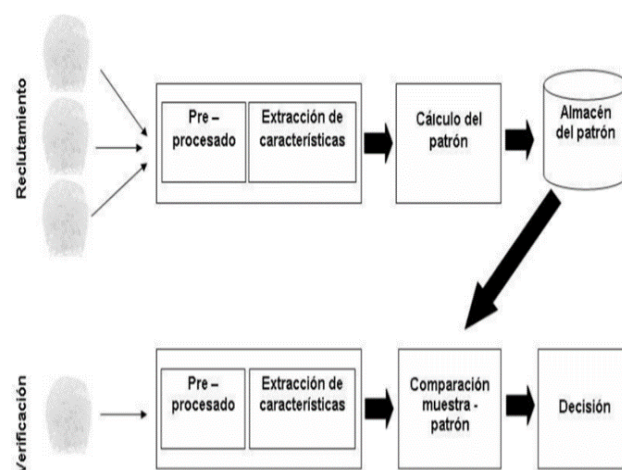 Reclutamiento
Pre –
procesado
Extracción de
características
Cálculo del
patrón
Almacén
del patrón
Verificación
Pre –
procesado
Extracción de
características
Comparación
muestra -
patrón
Decisión